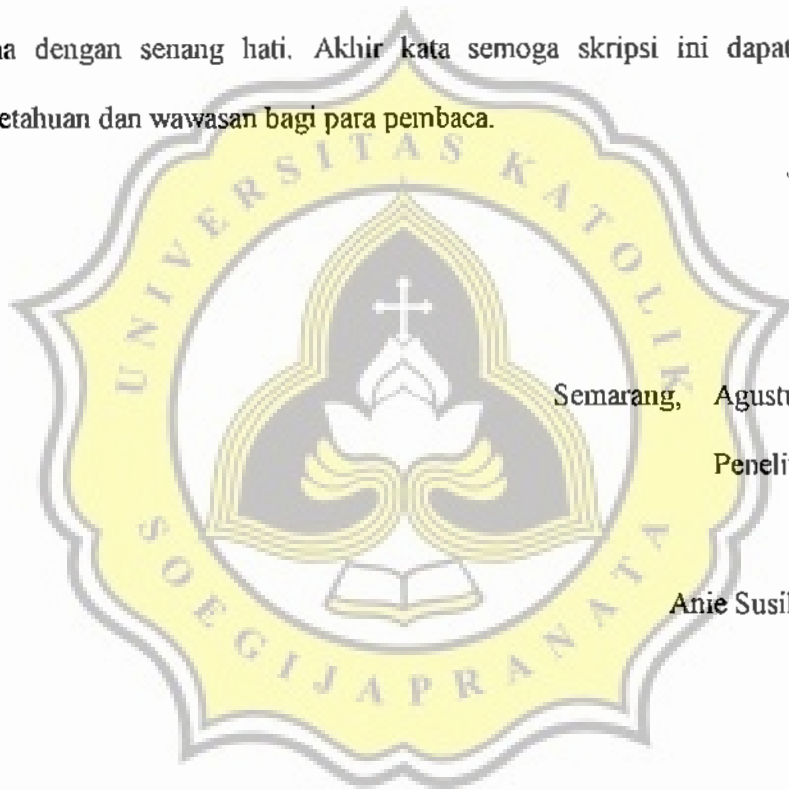 dengan senang hati. Akhir kata semoga skripsi ini dapat
dan wawasan bagi para pembaca.
UNIVERSITAS KATOLIK
Semarang, Agustu
Penelit
Anie Susil
SOEGIJAPRANATA